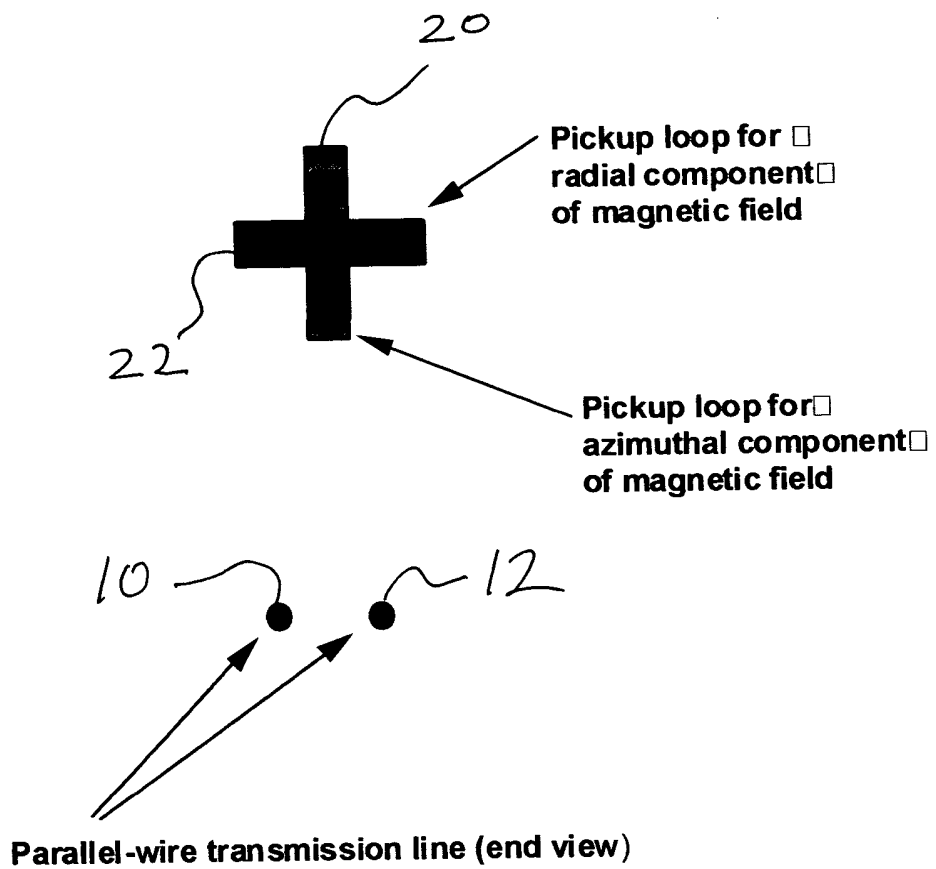 20
Pickup loop for □
radial component□
of magnetic field
22
Pickup loop for□
azimuthal component□
of magnetic field
10
12
Parallel-wire transmission line (end view)